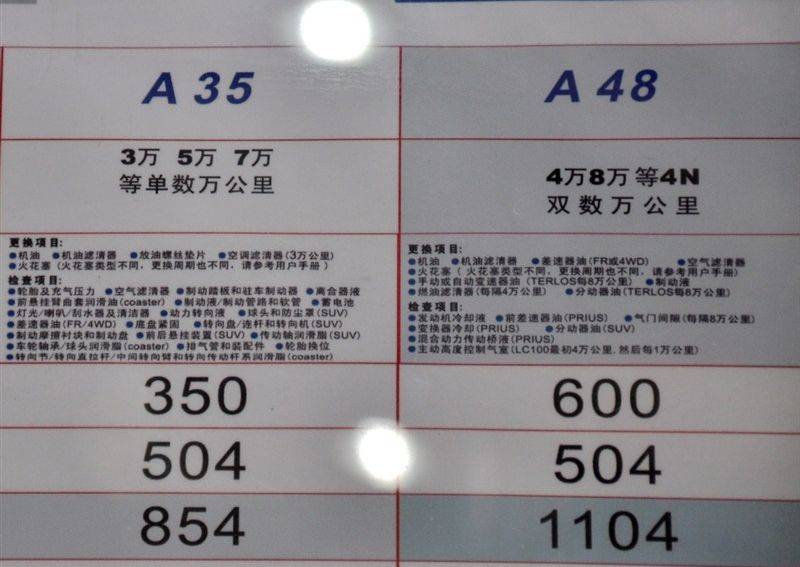 A 35
3万 5万 7万
等单数万公里
更换项目:
●机油 ●机油滤清器 ●放油螺丝垫片 ●空调滤清器(3万公里)
●火花塞(火花塞类型不同,更换周期也不同,请参考用户手册)
检查项目:
●轮胎及充气压力 ●空气滤清器 ●制动踏板和驻车制动器 ●离合器液
●前悬挂臂曲套润滑油(coaster) ●制动液/制动管路和软管 ●蓄电池
●灯光/喇叭/刮水器及清洁器 ●动力转向液 ●球头和防尘罩(SUV)
●差速器油(FR/4WD) ●底盘紧固 ●转向盘/连杆和转向机(SUV)
●制动摩擦衬块和制动盘 ●前后悬挂装置(SUV) ●传动轴润滑脂(SUV)
●车轮轴承/球头润滑脂(coaster) ●排气管和装配件 ●轮胎换位
●转向节/转向直拉杆/中间转向臂和转向传动杆系润滑脂(coaster)
350
504
854
A 48
4万8万 等4N
双数万公里
更换项目:
●机油 ●机油滤清器 ●差速器油(FR或4WD) ●空气滤清器
●火花塞(火花塞类型不同,更换周期也不同,请参考用户手册)
●手动或自动变速器油(TERLOS每8万公里) ●制动液
●燃油滤清器(每隔4万公里) ●分动器油(TERLOS每8万公里)
检查项目:
●发动机冷却液 ●前差速器油(PRIUS) ●气门间隙(每隔8万公里)
●变换器冷却液(PRIUS) ●分动器油(SUV)
●混合动力传动桥液(PRIUS)
●主动高度控制气室(LC100最初4万公里,然后每1万公里)
600
504
1104